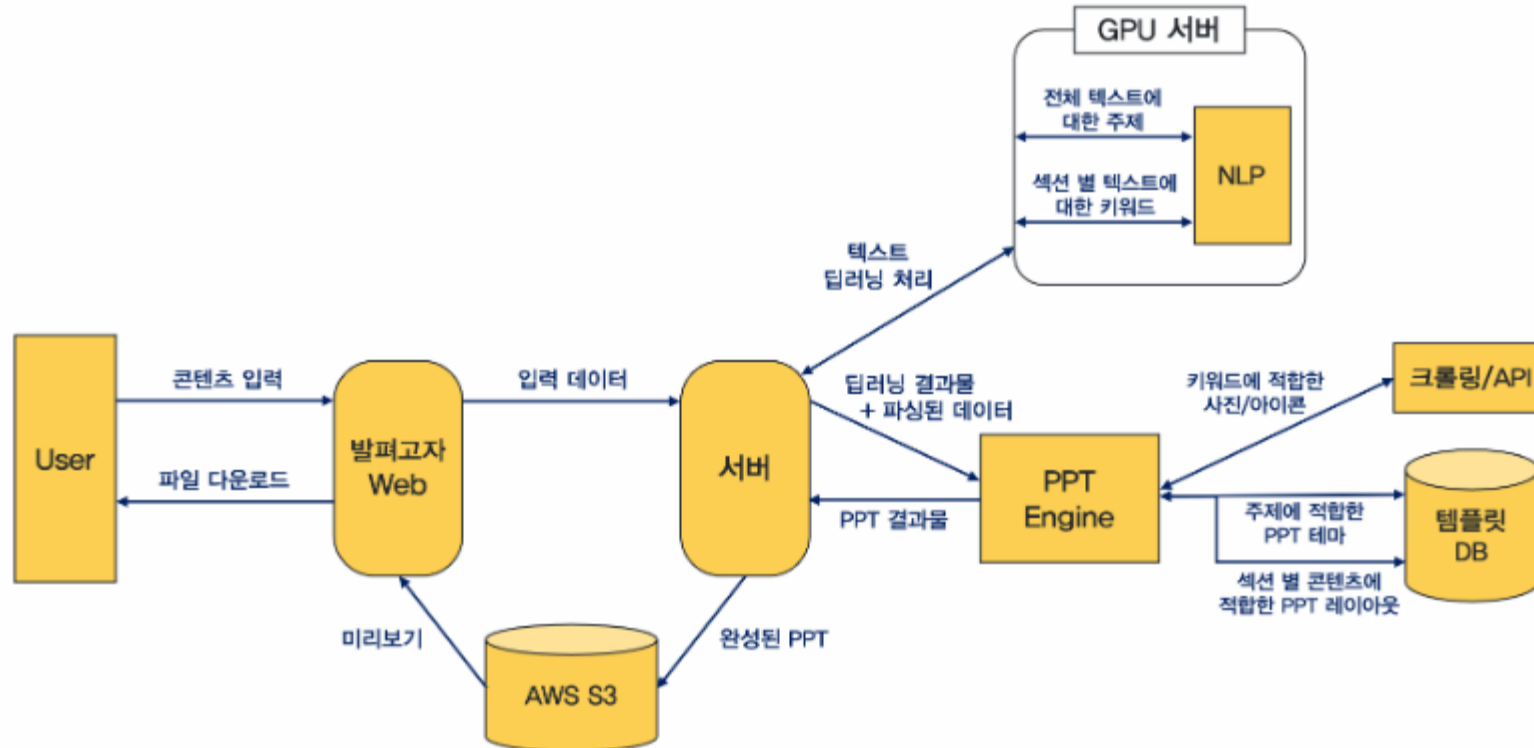 GPU 서버
전체 텍스트에
대한 주제
섹션 별 텍스트에
대한 키워드
NLP
텍스트
딥러닝 처리
User
콘텐츠 입력
파일 다운로드
발펴고자
Web
입력 데이터
서버
딥러닝 결과물
+ 파싱된 데이터
PPT 결과물
PPT
Engine
키워드에 적합한
사진/아이콘
크롤링/API
주제에 적합한
PPT 테마
섹션 별 콘텐츠에
적합한 PPT 레이아웃
템플릿
DB
미리보기
완성된 PPT
AWS S3